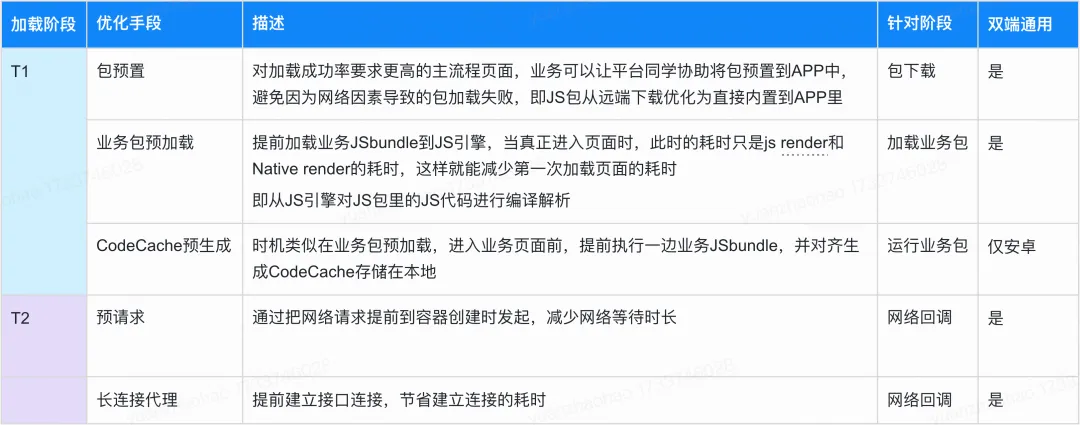 加载阶段 优化手段 描述 针对阶段 双端通用
T1 包预置 对加载成功率要求更高的主流程页面，业务可以让平台同学协助将包预置到APP中， 包下载 是
避免因为网络因素导致的包加载失败，即JS包从远端下载优化为直接内置到APP里
业务包预加载 提前加载业务JSbundle到JS引擎，当真正进入页面时，此时的耗时只是js render和 加载业务包 是
Native render的耗时，这样就能减少第一次加载页面的耗时
即从JS引擎对JS包里的JS代码进行编译解析
CodeCache预生成 时机类似在业务包预加载，进入业务页面前，提前执行一边业务JSbundle，并对齐生 运行业务包 仅安卓
成CodeCache存储在本地
T2 预请求 通过把网络请求提前到容器创建时发起，减少网络等待时长 网络回调 是
长连接代理 提前建立接口连接，节省建立连接的耗时 网络回调 是